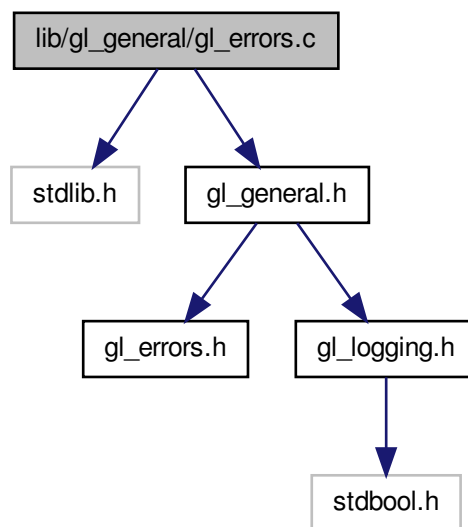 lib/gl_general/gl_errors.c
stdlib.h
gl_general.h
gl_errors.h
gl_logging.h
stdbool.h